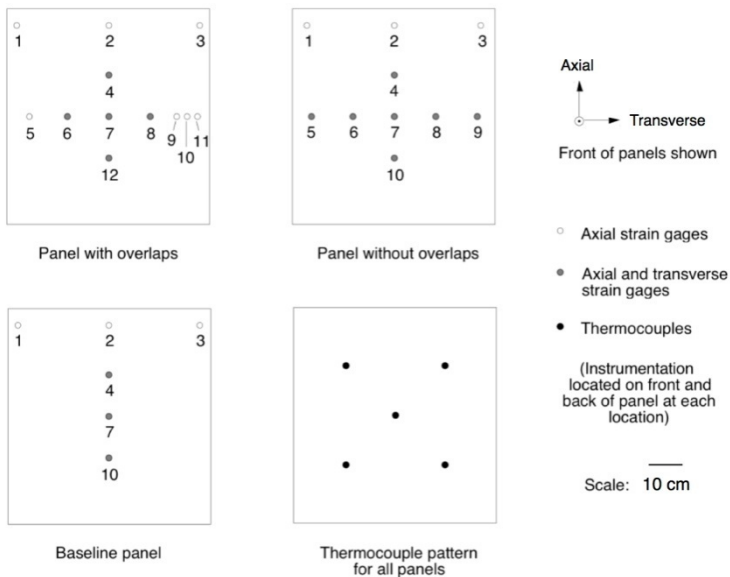 1 2 3
4
5 6 7 8 9 10 11
12
Panel with overlaps
1 2 3
4
5 6 7 8 9
10
Panel without overlaps
Axial
Transverse
Front of panels shown
Axial strain gages
Axial and transverse
strain gages
Thermocouples
(Instrumentation
located on front and
back of panel at each
location)
Scale: 10 cm
1 2 3
4
7
10
Baseline panel
Thermocouple pattern
for all panels